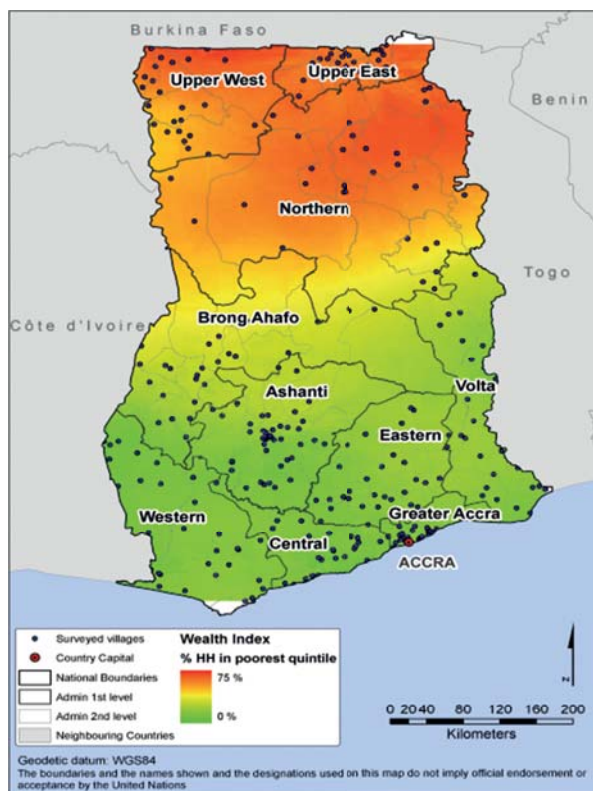 Burkina Faso
Upper West
Upper East
Benin
Northern
Togo
Côte d'Ivoire
Brong Ahafo
Ashanti
Volta
Eastern
Western
Greater Accra
Central
ACCRA
Surveyed villages
Country Capital
National Boundaries
Admin 1st level
Admin 2nd level
Neighbouring Countries
Wealth Index
% HH in poorest quintile
75 %
0 %
N
0 20 40 80 120 160 200
Kilometers
Geodetic datum: WGS84
The boundaries and the names shown and the designations used on this map do not imply official endorsement or
acceptance by the United Nations